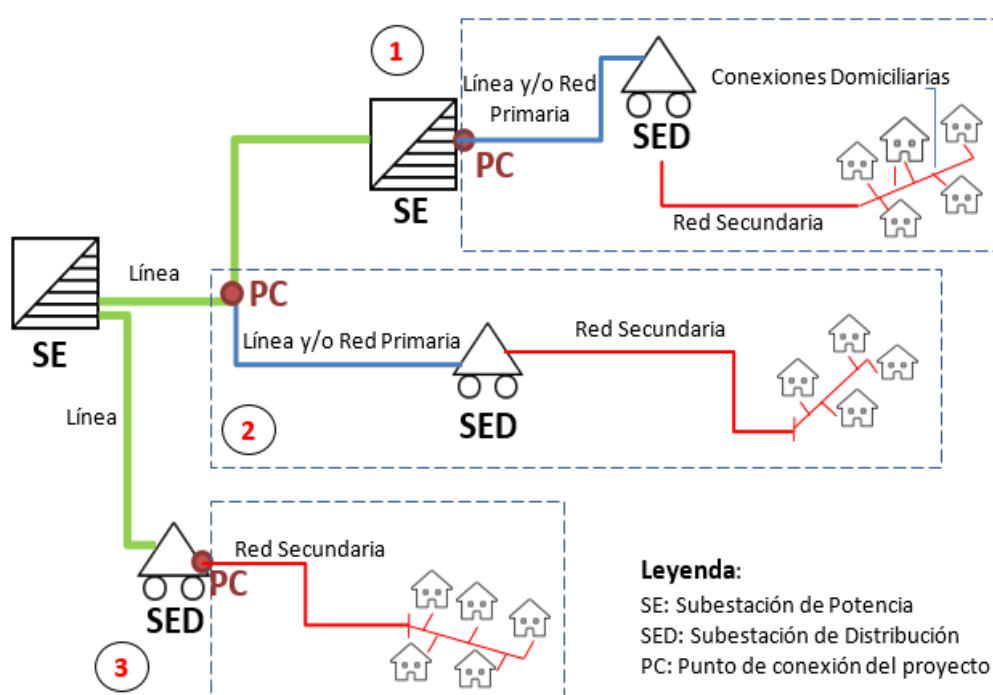 1
Línea y/o Red
Primaria
Conexiones Domiciliarias
SED
PC
SE
Red Secundaria
Línea
PC
SE
Línea y/o Red Primaria
Red Secundaria
SED
2
Línea
Red Secundaria
PC
SED
3
Leyenda:
SE: Subestación de Potencia
SED: Subestación de Distribución
PC: Punto de conexión del proyecto